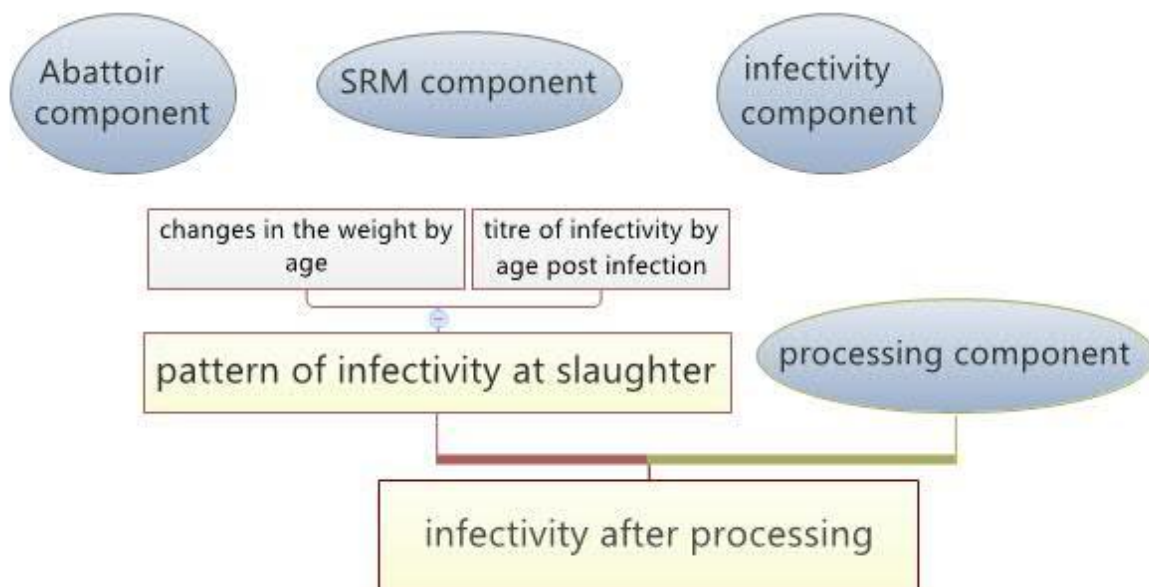 Abattoir
component
SRM component
infectivity
component
changes in the weight by
age
titre of infectivity by
age post infection
pattern of infectivity at slaughter
processing component
infectivity after processing